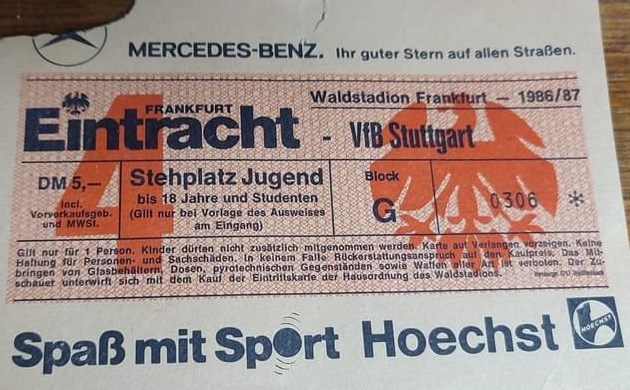 MERCEDES-BENZ. Ihr guter Stern auf allen Straßen.
Waldstadion Frankfurt – 1986/87
FRANKFURT
Eintracht - VfB Stuttgart
4
DM 5,—
incl.
Vorverkaufsgeb.
und MWSt.
Stehplatz Jugend
bis 18 Jahre und Studenten
(Gilt nur bei Vorlage des Ausweises
am Eingang)
Block
G
0306 *
Gilt nur für 1 Person. Kinder dürfen nicht zusätzlich mitgenommen werden. Karte auf Verlangen vorzeigen. Keine
Haftung für Personen- und Sachschäden. In keinem Falle Rückerstattungsanspruch auf den Kaufpreis. Das Mit-
bringen von Glasbehältern, Dosen, pyrotechnischen Gegenständen sowie Waffen aller Art ist verboten. Der Zu-
schauer unterwirft sich mit dem Kauf der Eintrittskarte der Hausordnung des Waldstadions.
Spaß mit Sport Hoechst
HOECHST